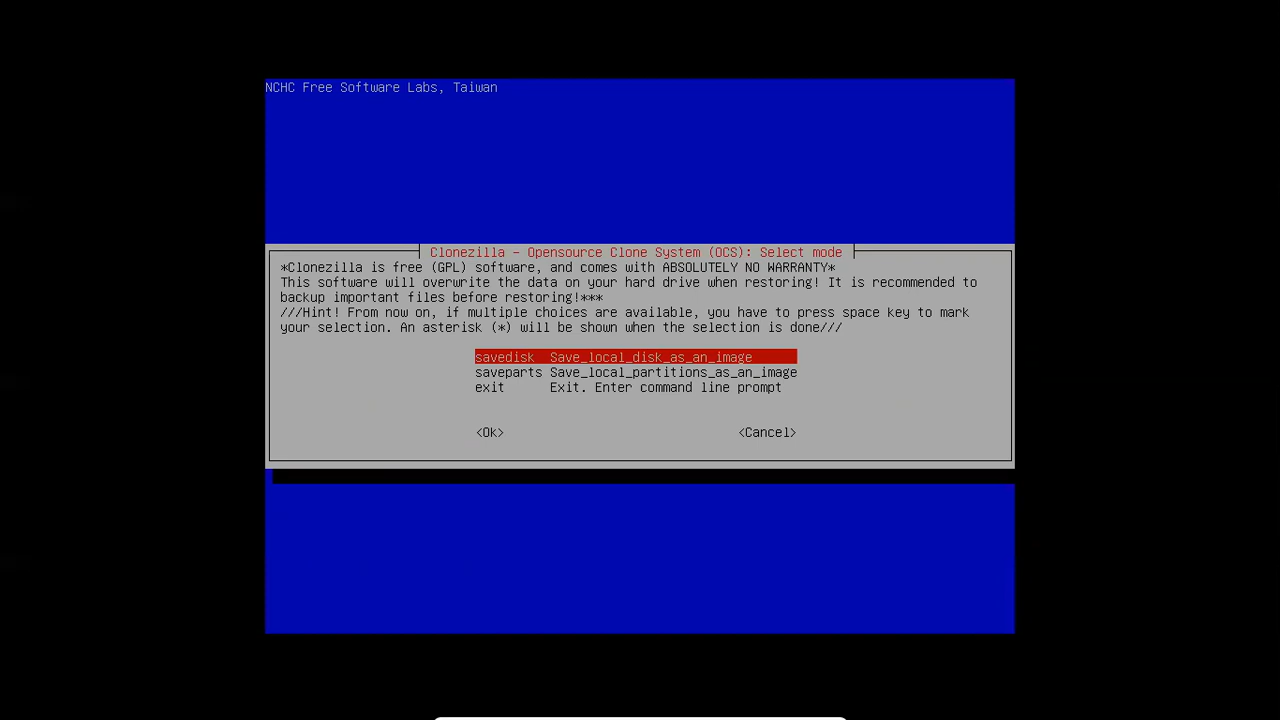 NCHC Free Software Labs, Taiwan
Clonezilla - Opensource Clone System (OCS): Select mode
*Clonezilla is free (GPL) software, and comes with ABSOLUTELY NO WARRANTY*
This software will overwrite the data on your hard drive when restoring! It is recommended to
backup important files before restoring!***
///Hint! From now on, if multiple choices are available, you have to press space key to mark
your selection. An asterisk (*) will be shown when the selection is done///
savedisk Save_local_disk_as_an_image
saveparts Save_local_partitions_as_an_image
exit Exit. Enter command line prompt
<Ok> <Cancel>